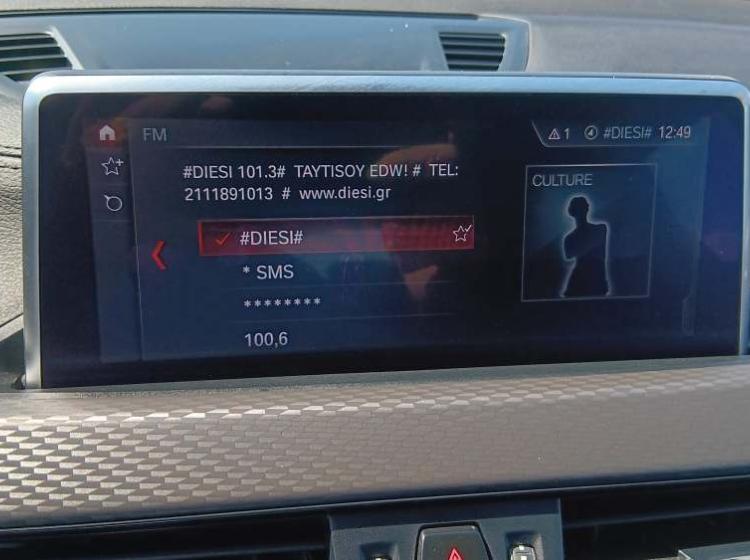 FM
1 #DIESI# 12:49
#DIESI 101.3# TAYTISOY EDW! # TEL:
2111891013 # www.diesi.gr
CULTURE
#DIESI#
* SMS
********
100,6